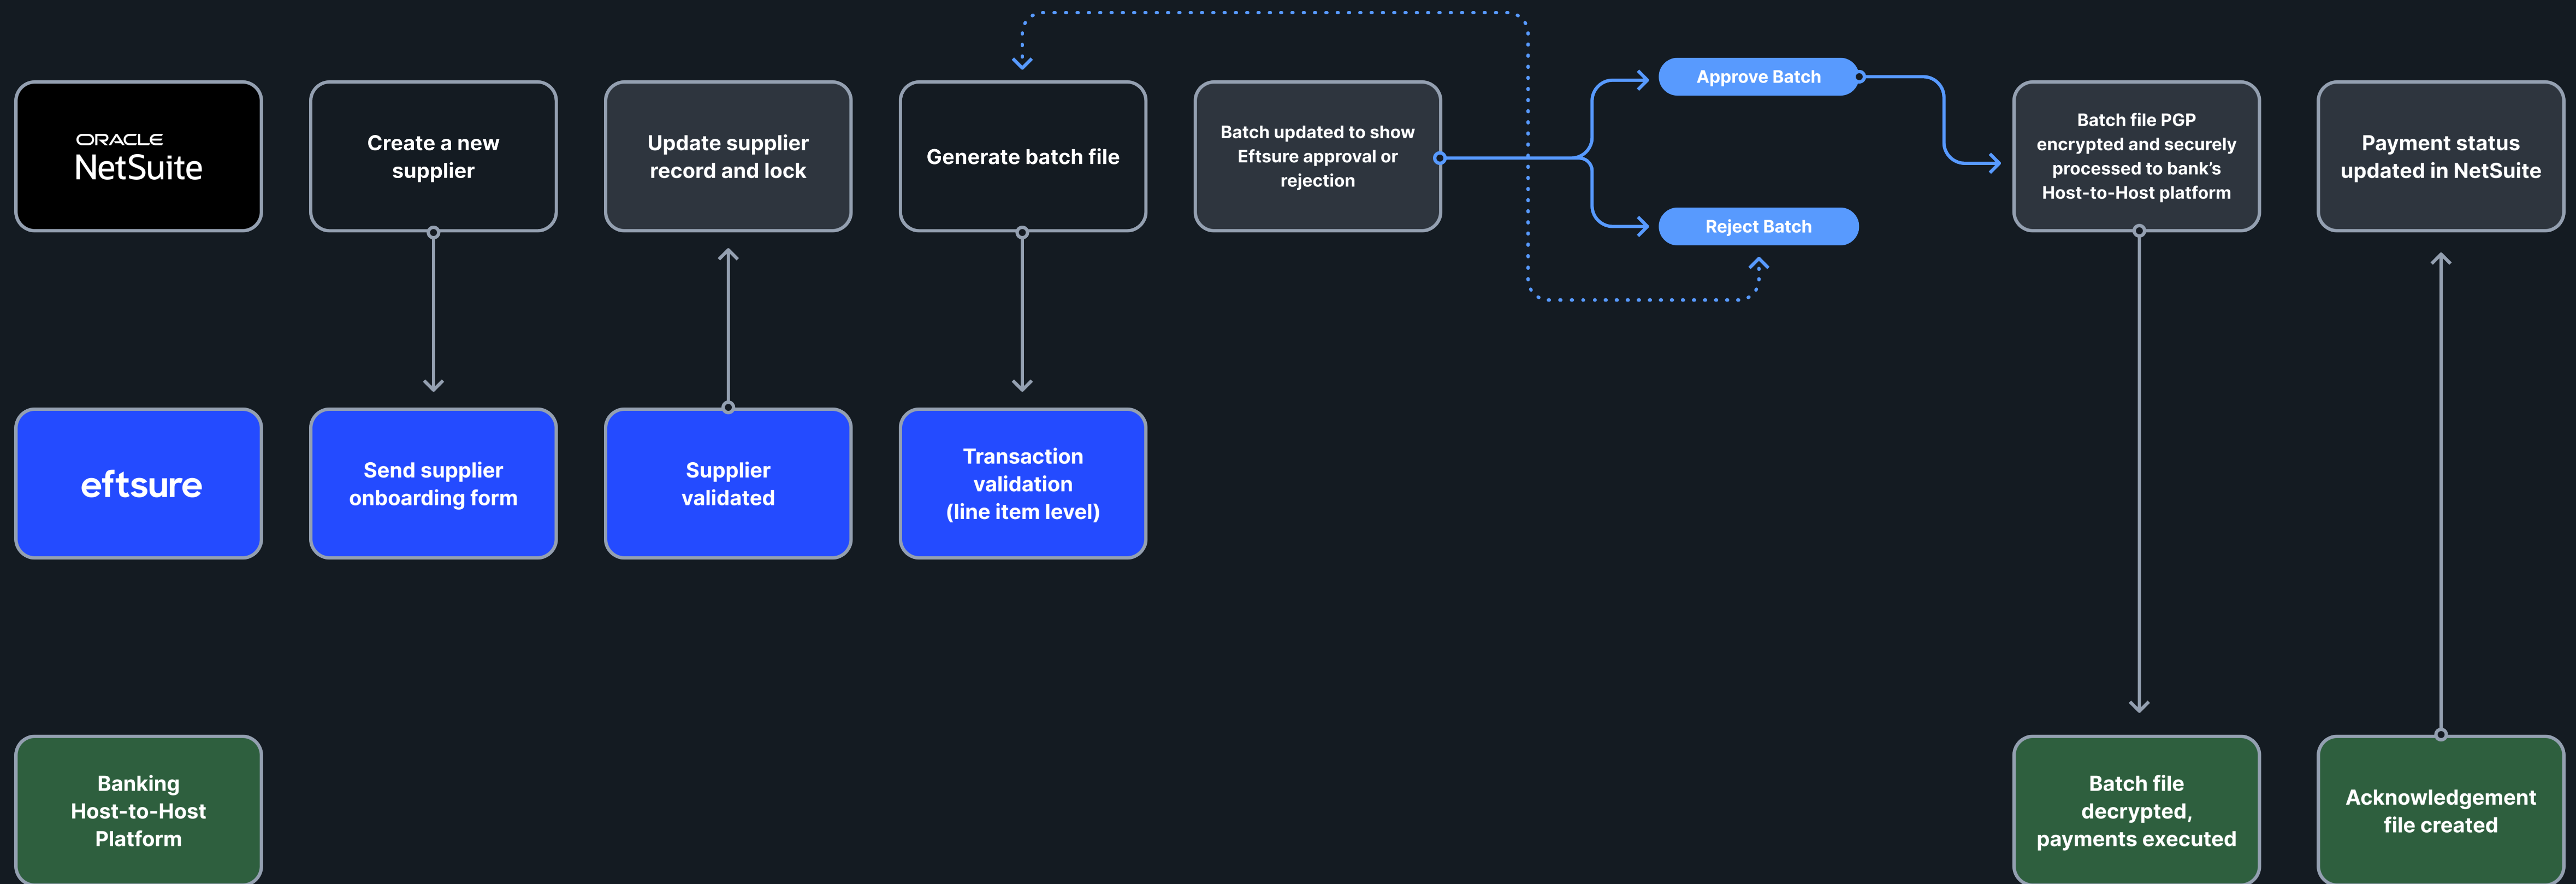 ORACLE
NetSuite
Create a new
supplier
Update supplier
record and lock
Generate batch file
Batch updated to show
Eftsure approval or
rejection
Approve Batch
Reject Batch
Batch file PGP
encrypted and securely
processed to bank’s
Host-to-Host platform
Payment status
updated in NetSuite
eftsure
Send supplier
onboarding form
Supplier
validated
Transaction
validation
(line item level)
Banking
Host-to-Host
Platform
Batch file
decrypted,
payments executed
Acknowledgement
file created